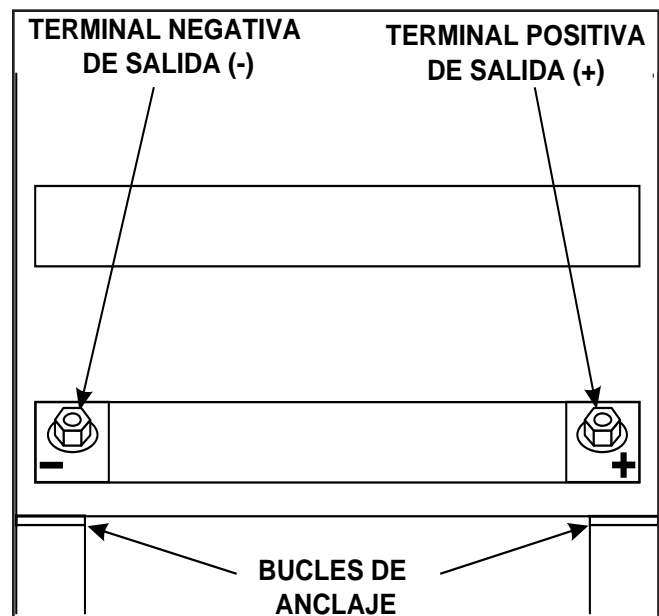 TERMINAL NEGATIVA
DE SALIDA (-)
TERMINAL POSITIVA
DE SALIDA (+)
-
+
BUCLES DE
ANCLAJE